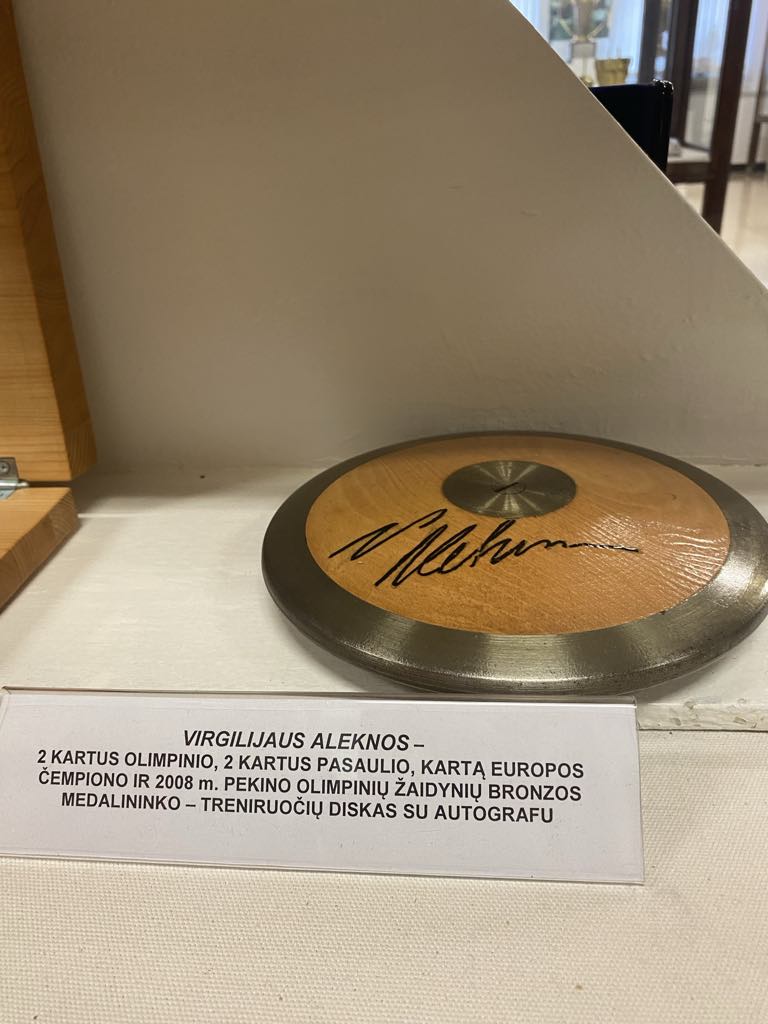 V Alekna
VIRGILIJAUS ALEKNOS –
2 KARTUS OLIMPINIO, 2 KARTUS PASAULIO, KARTĄ EUROPOS
ČEMPIONO IR 2008 m. PEKINO OLIMPINIŲ ŽAIDYNIŲ BRONZOS
MEDALININKO – TRENIRUOČIŲ DISKAS SU AUTOGRAFU